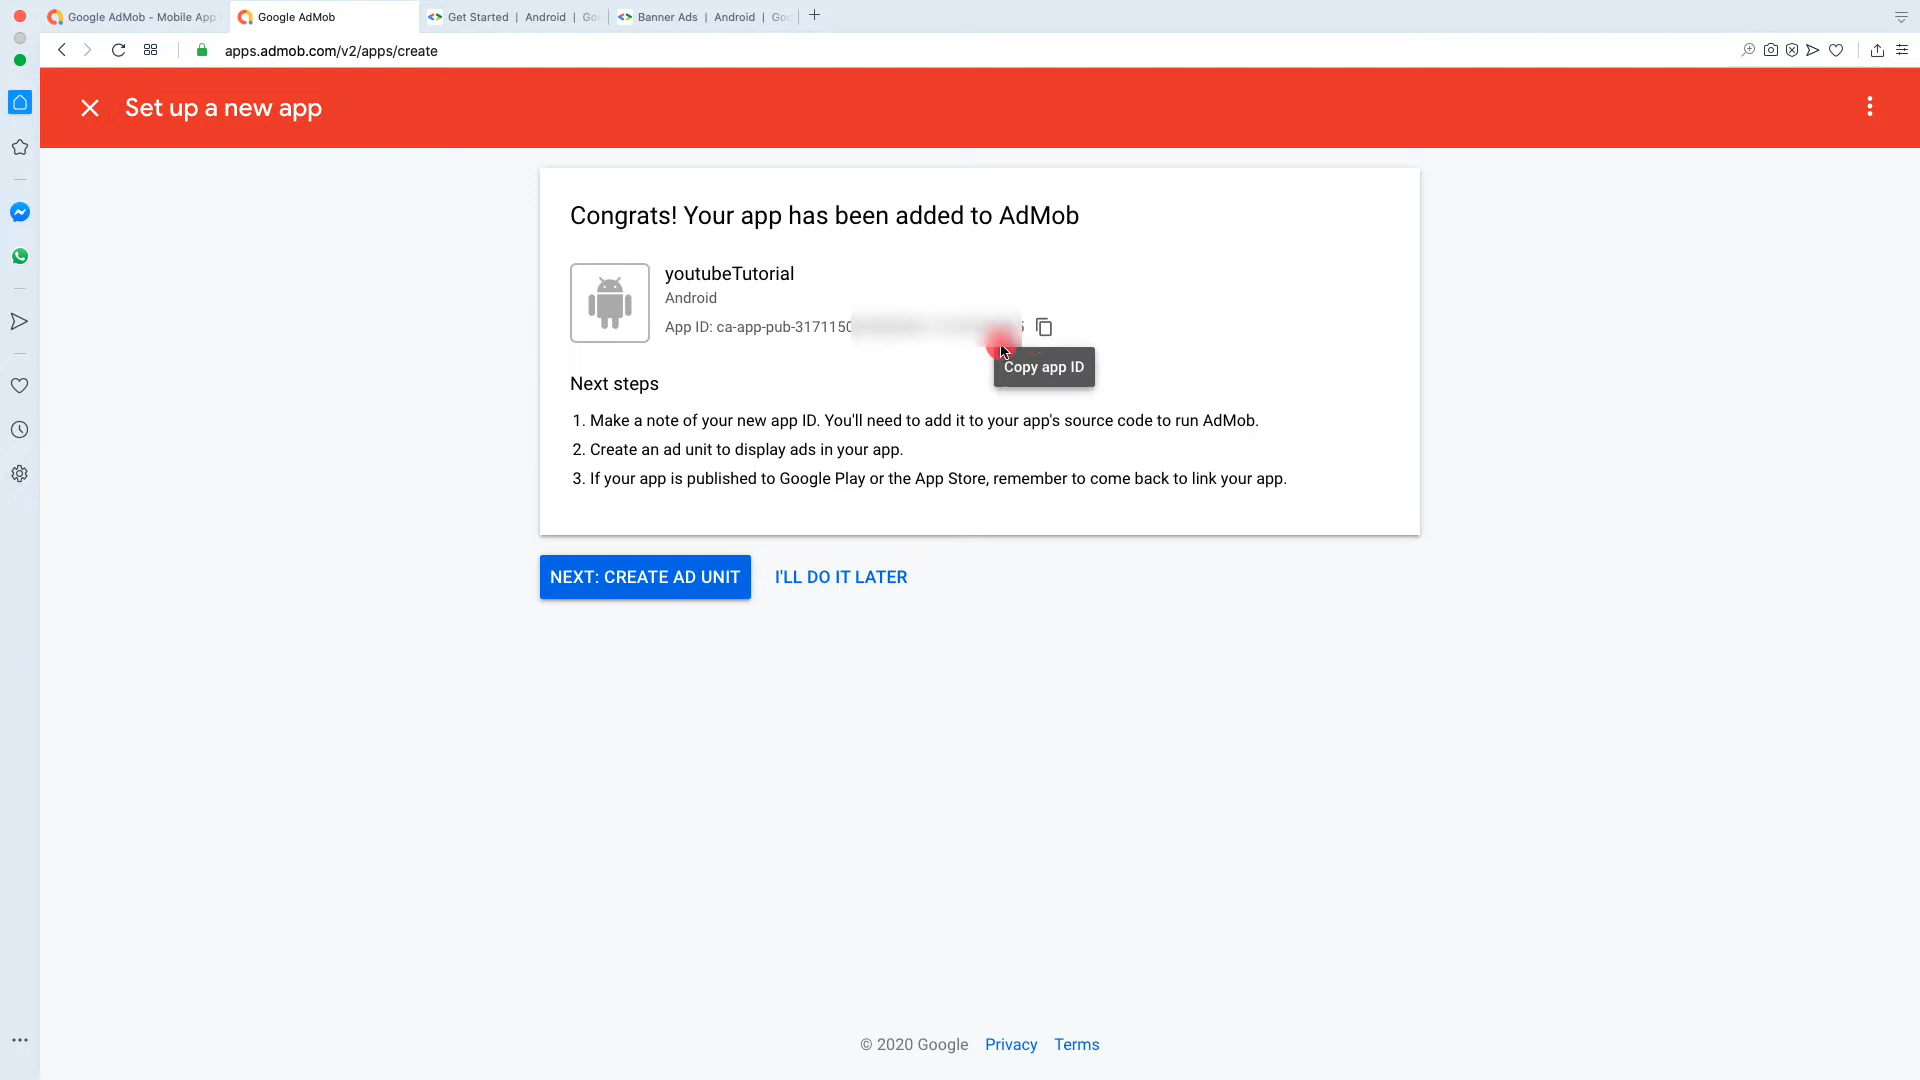 Google AdMob - Mobile App
Google AdMob
Get Started | Android | Go
Banner Ads | Android | Goo
apps.admob.com/v2/apps/create
Set up a new app
Congrats! Your app has been added to AdMob
youtubeTutorial
Android
App ID: ca-app-pub-3171150
Copy app ID
Next steps
1. Make a note of your new app ID. You'll need to add it to your app's source code to run AdMob.
2. Create an ad unit to display ads in your app.
3. If your app is published to Google Play or the App Store, remember to come back to link your app.
NEXT: CREATE AD UNIT I'LL DO IT LATER
© 2020 Google Privacy Terms